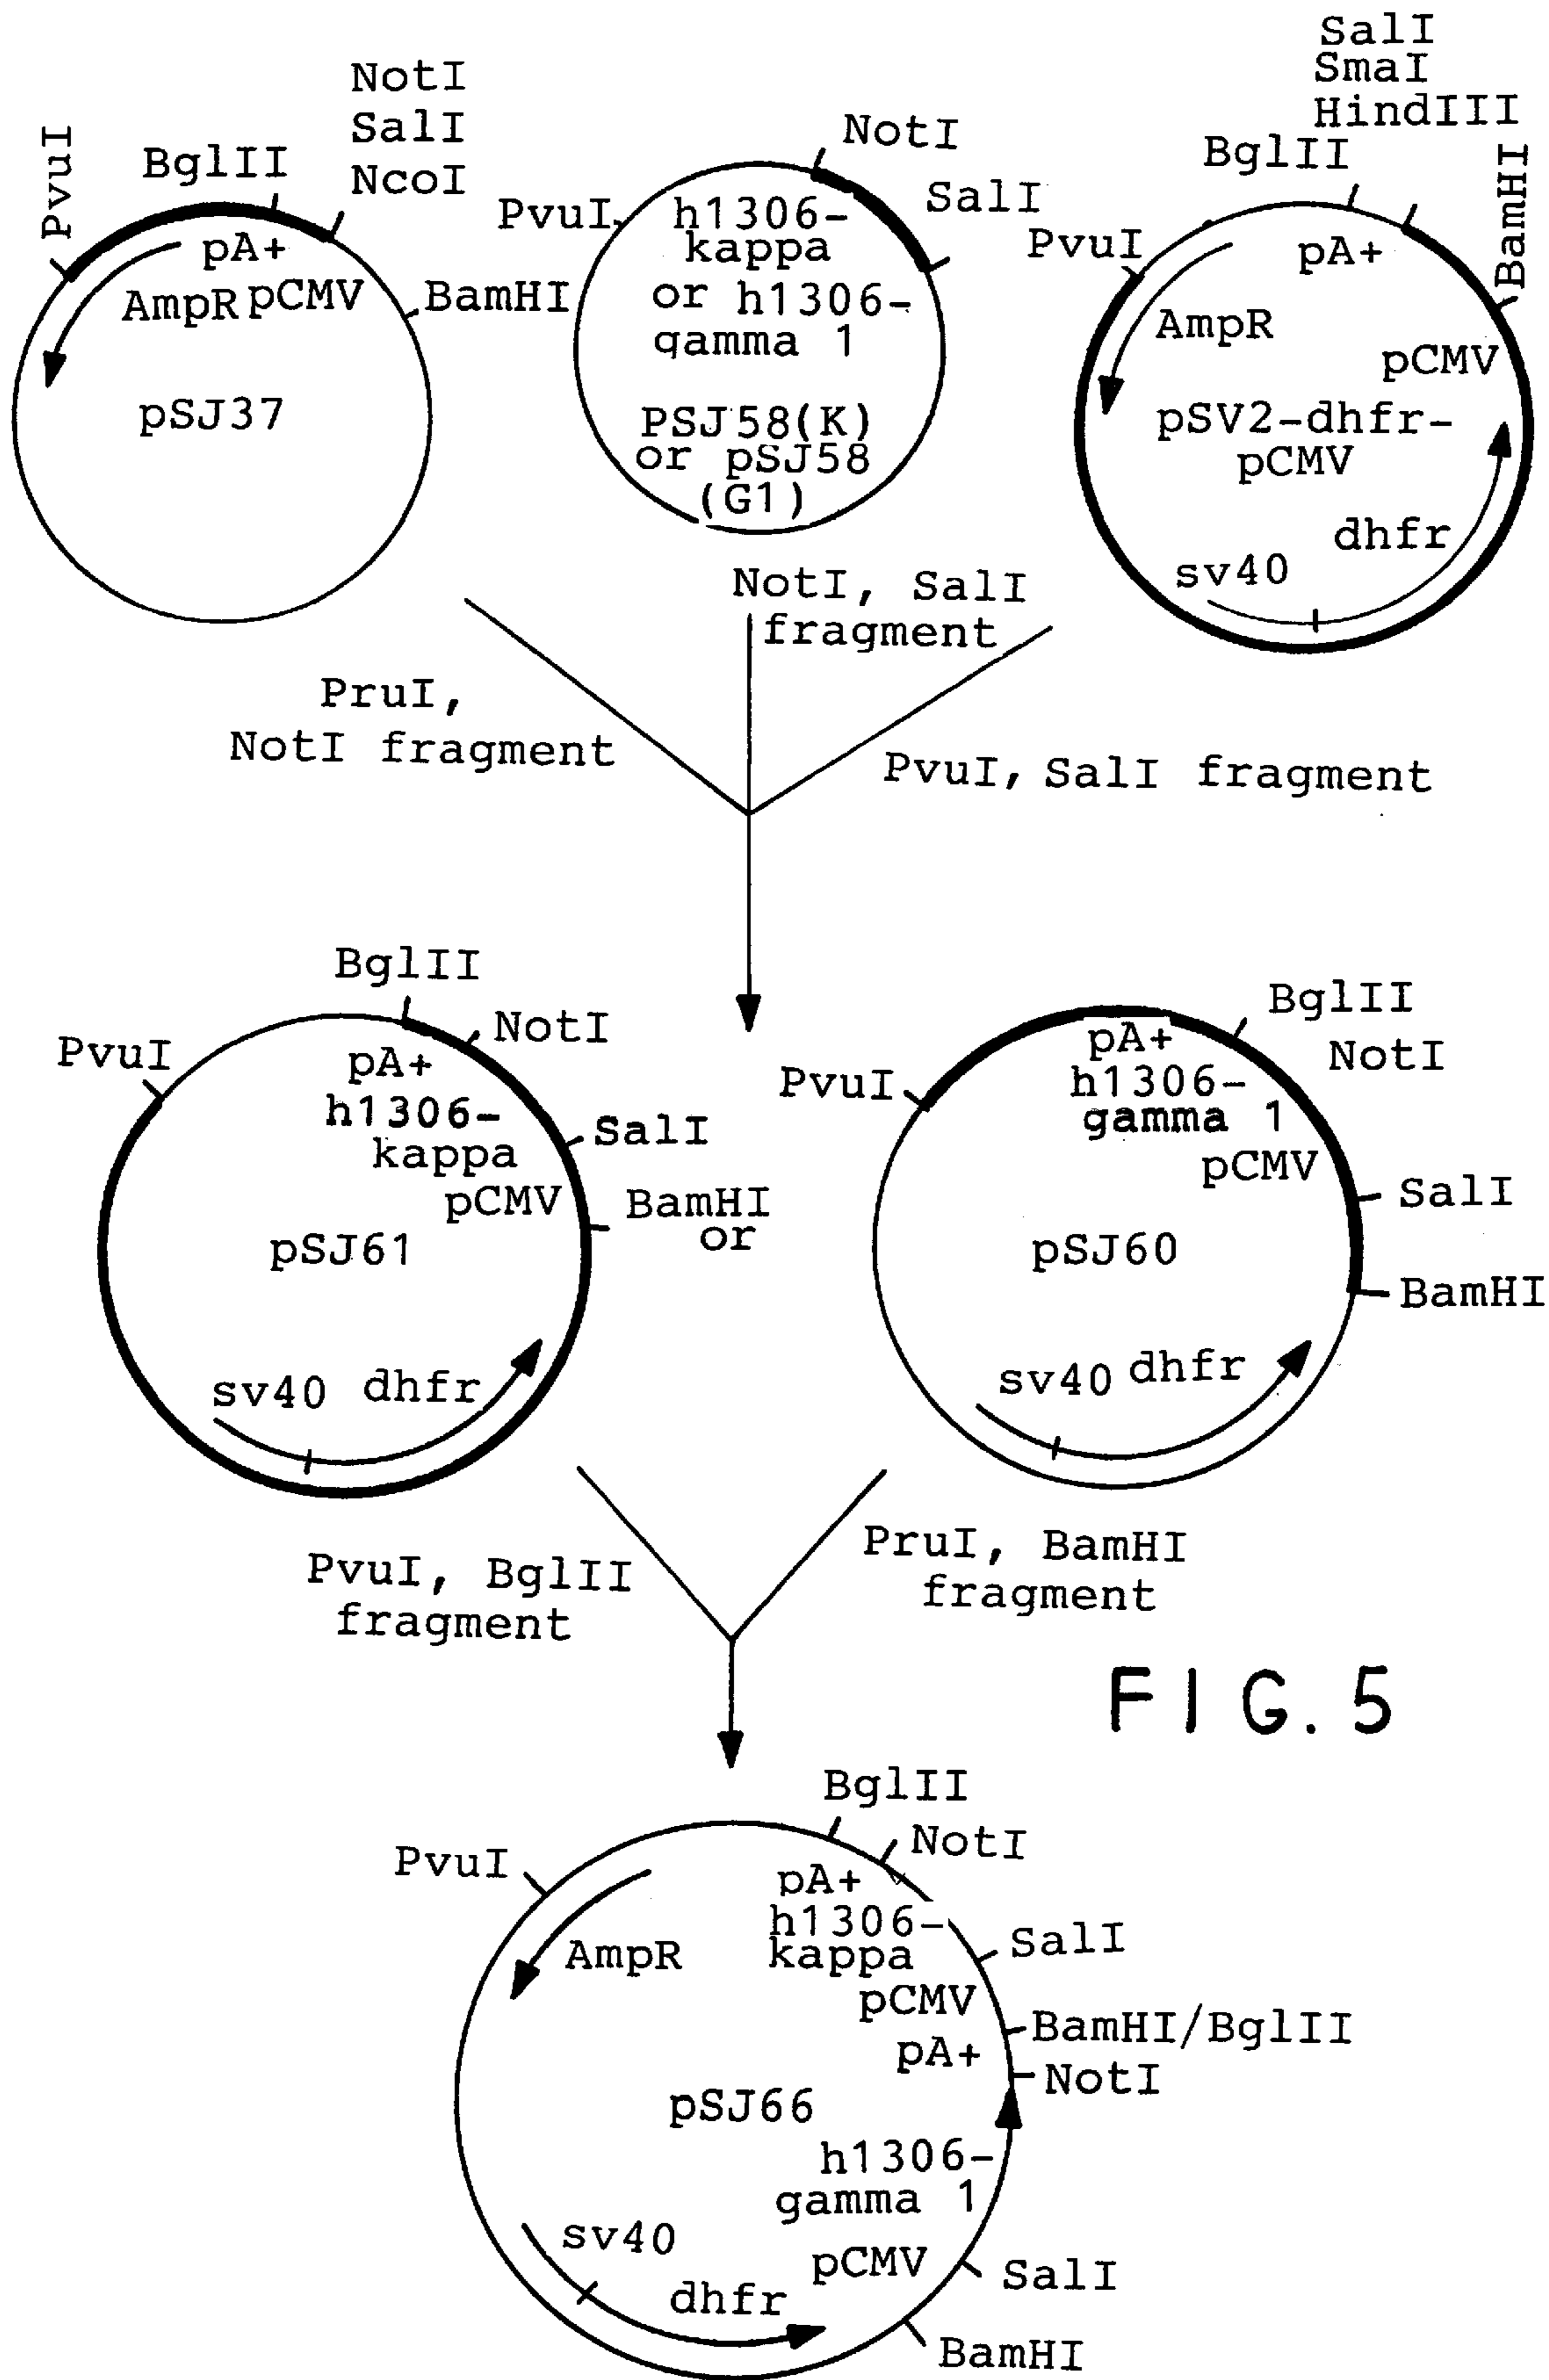 NotI
SalI
NcoI
PvuI
BglII
pA+
AmpR pCMV
BamHI
pSJ37
NotI
SalI
PvuI
h1306-
kappa
or h1306-
gamma 1
PSJ58(K)
or pSJ58
(G1)
SalI
SmaI
HindIII
BglII
BamHI
PvuI
pA+
AmpR
pCMV
pSV2-dhfr-
pCMV
dhfr
sv40
PruI,
NotI fragment
NotI, SalI
fragment
PvuI, SalI fragment
BglII
NotI
PvuI
pA+
h1306-
kappa
SalI
pCMV
BamHI
or
pSJ61
sv40 dhfr
BglII
NotI
PvuI
pA+
h1306-
gamma 1
pCMV
SalI
pSJ60
BamHI
sv40 dhfr
PvuI, BglII
fragment
PruI, BamHI
fragment
FIG. 5
BglII
NotI
PvuI
pA+
h1306-
kappa
AmpR
SalI
pCMV
BamHI/BglII
pA+
NotI
pSJ66
h1306-
gamma 1
sv40
pCMV
SalI
dhfr
BamHI